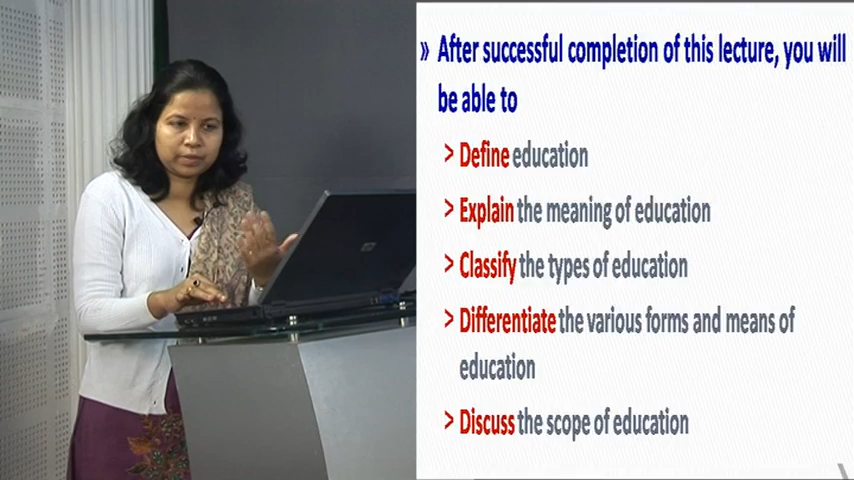 » After successful completion of this lecture, you will
be able to
> Define education
> Explain the meaning of education
> Classify the types of education
> Differentiate the various forms and means of
education
> Discuss the scope of education